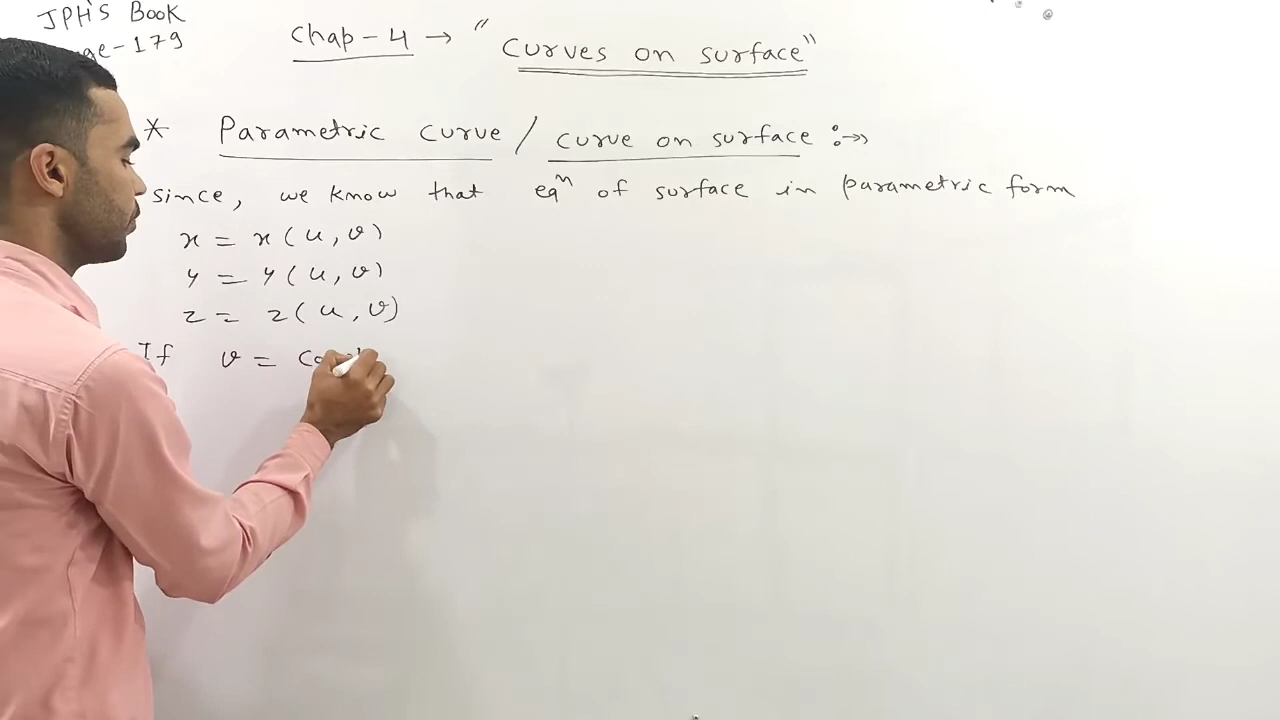 JPH'S Book
-179
Chap-4 → "Curves on surface"
* Parametric curve / curve on surface :→
since, we know that eqⁿ of surface in parametric form
x = x(u, v)
y = y(u, v)
z = z(u, v)
If v =